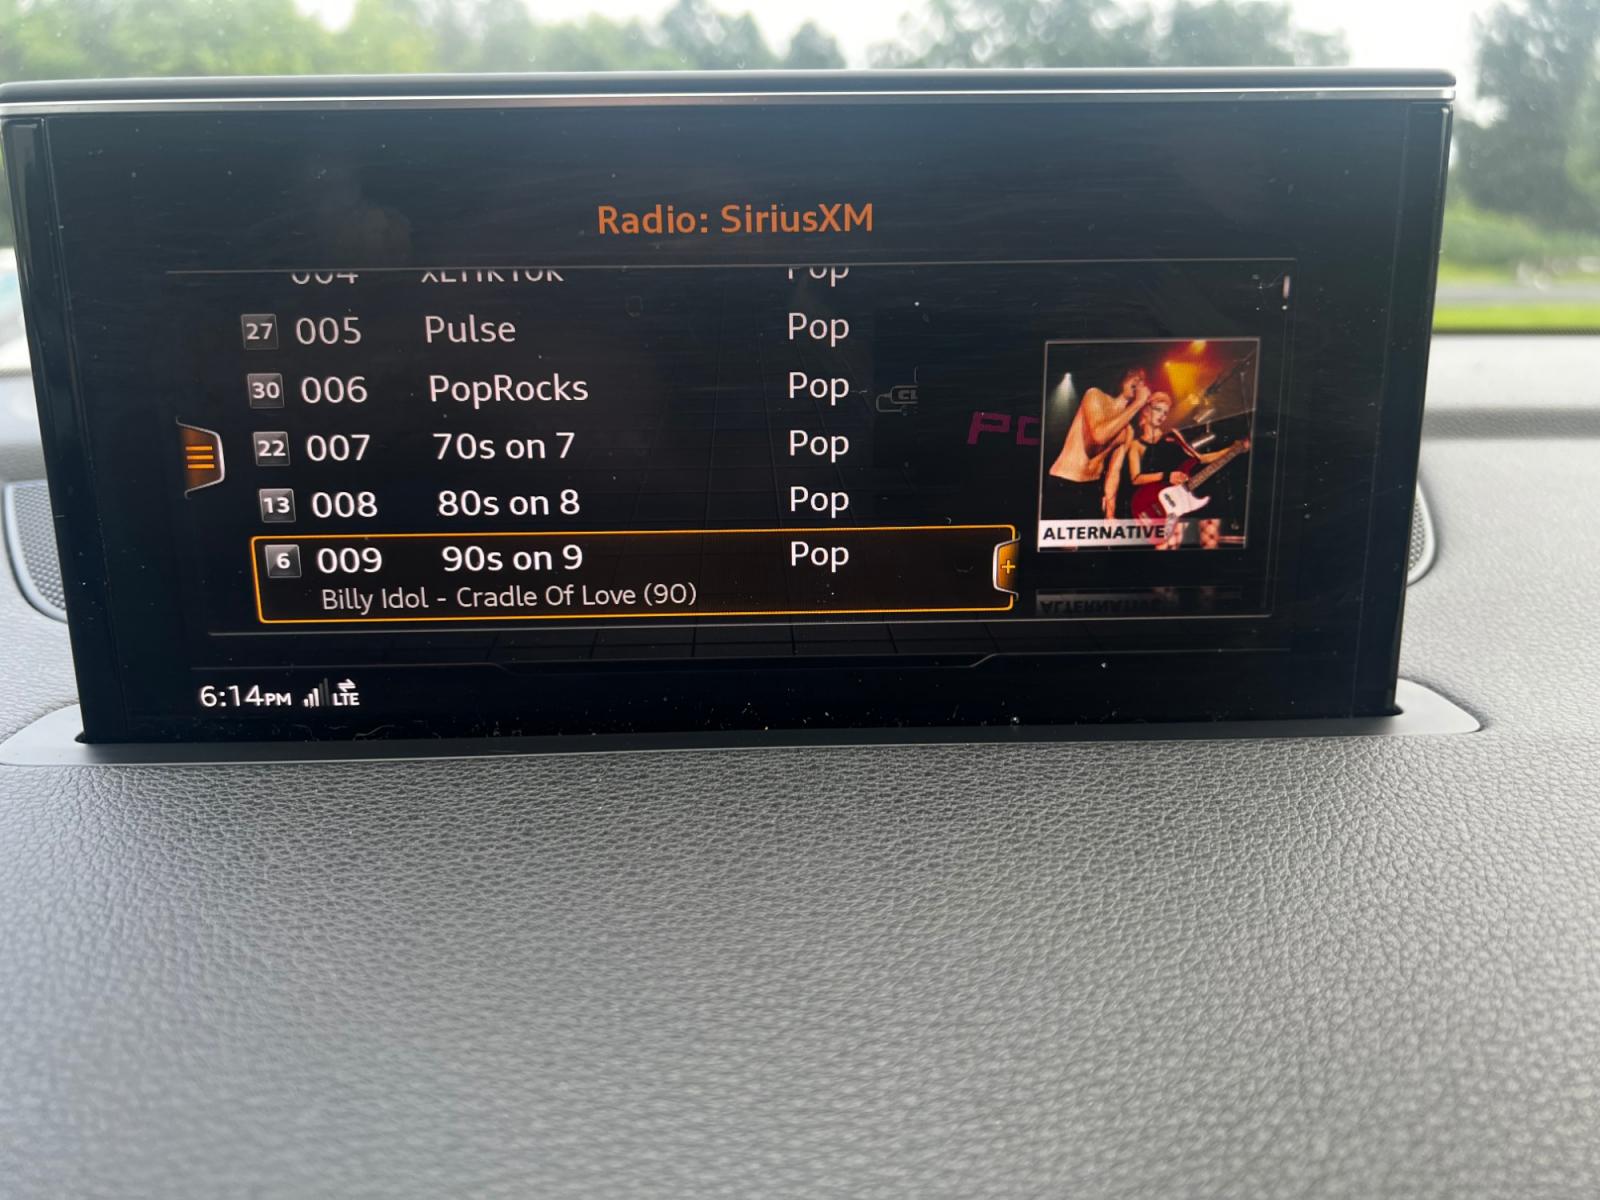 Radio: SiriusXM
004 Pop
27 005 Pulse Pop
30 006 PopRocks Pop
22 007 70s on 7 Pop
13 008 80s on 8 Pop
6 009 90s on 9 Pop
+
Billy Idol - Cradle Of Love (90)
ALTERNATIVE
6:14PM LTE